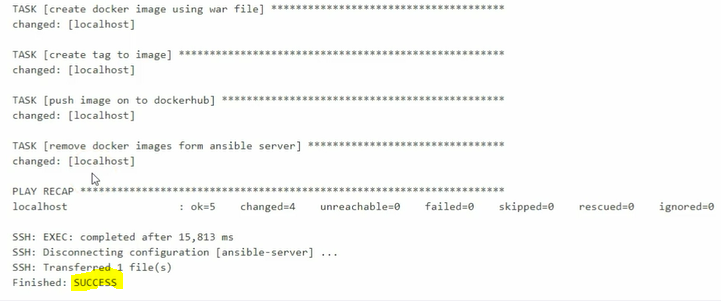 TASK [create docker image using war file] **************************************
changed: [localhost]
TASK [create tag to image] *****************************************************
changed: [localhost]
TASK [push image on to dockerhub] **********************************************
changed: [localhost]
TASK [remove docker images form ansible server] ********************************
changed: [localhost]
PLAY RECAP *********************************************************************
localhost : ok=5 changed=4 unreachable=0 failed=0 skipped=0 rescued=0 ignored=0
SSH: EXEC: completed after 15,813 ms
SSH: Disconnecting configuration [ansible-server] ...
SSH: Transferred 1 file(s)
Finished: SUCCESS